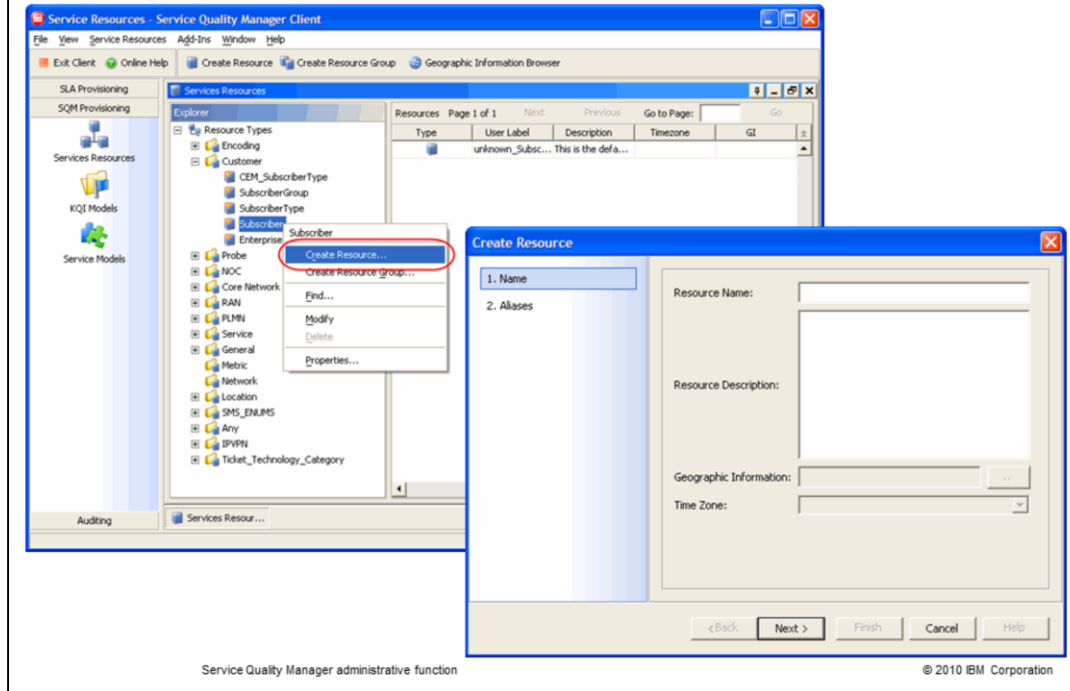 Service Resources - Service Quality Manager Client
File View Service Resources Add-Ins Window Help
Exit Client Online Help Create Resource Create Resource Group Geographic Information Browser
SLA Provisioning
SQM Provisioning
Services Resources
KQI Models
Service Models
Auditing
Services Resources
Explorer
Resource Types
Encoding
Customer
CEM_SubscriberType
SubscriberGroup
SubscriberType
Subscriber
Enterprise
Probe
NOC
Core Network
RAN
PLMN
Service
General
Metric
Network
Location
SMS_ENUMS
Any
IPVPN
Ticket_Technology_Category
Resources Page 1 of 1 Next Previous Go to Page: Go
Type User Label Description Timezone GI
unknown_Subsc... This is the defa...
Subscriber
Create Resource...
Create Resource Group...
Find...
Modify
Delete
Properties...
Services Resour...
Create Resource
1. Name
2. Aliases
Resource Name:
Resource Description:
Geographic Information:
..
Time Zone:
<Back Next > Finish Cancel Help
Service Quality Manager administrative function
© 2010 IBM Corporation